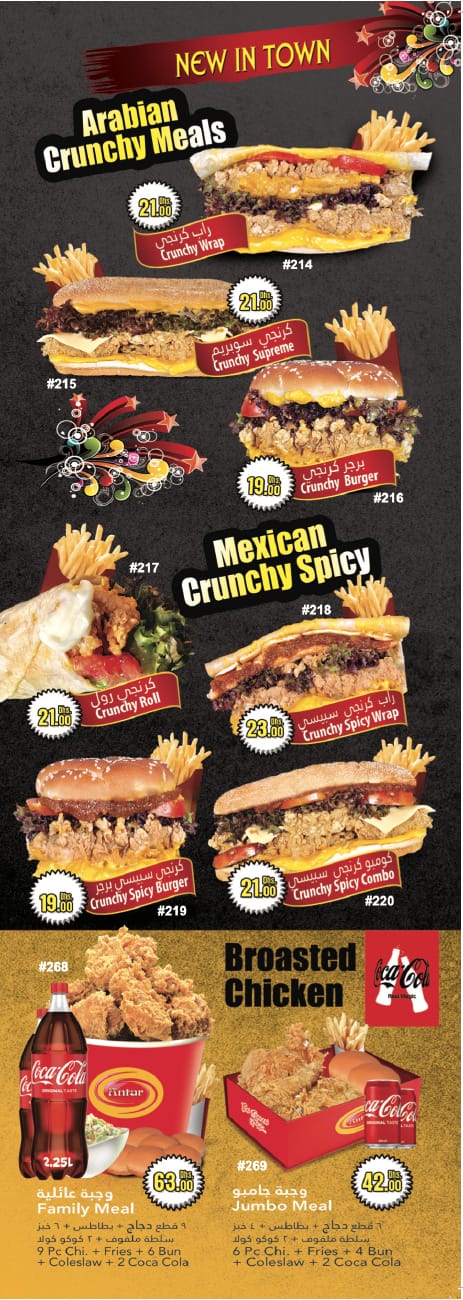 NEW IN TOWN
Arabian
Crunchy Meals
21.00 Dhs.
راب كرنجي
Crunchy Wrap
#214
21.00 Dhs.
كرنجي سوبريم
Crunchy Supreme
#215
برجر كرنجي
Crunchy Burger
19.00 Dhs.
#216
Mexican
Crunchy Spicy
#217
كرنجي رول
Crunchy Roll
21.00 Dhs.
#218
راب كرنجي سبيسي
Crunchy Spicy Wrap
23.00 Dhs.
كرنجي سبيسي برجر
Crunchy Spicy Burger
19.00 Dhs.
#219
كومبو كرنجي سبيسي
Crunchy Spicy Combo
21.00 Dhs.
#220
Broasted
Chicken
Coca-Cola
Real Magic
#268
Coca-Cola
ORIGINAL TASTE
2.25L
Antar
63.00 Dhs.
وجبة عائلية
Family Meal
٩ قطع دجاج + بطاطس + ٦ خبز
سلطة ملفوف + ٢ كوكو كولا
9 Pc Chi. + Fries + 6 Bun
+ Coleslaw + 2 Coca Cola
Coca-Cola
#269
42.00 Dhs.
وجبة جامبو
Jumbo Meal
٦ قطع دجاج + بطاطس + ٤ خبز
سلطة ملفوف + ٢ كوكو كولا
6 Pc Chi. + Fries + 4 Bun
+ Coleslaw + 2 Coca Cola